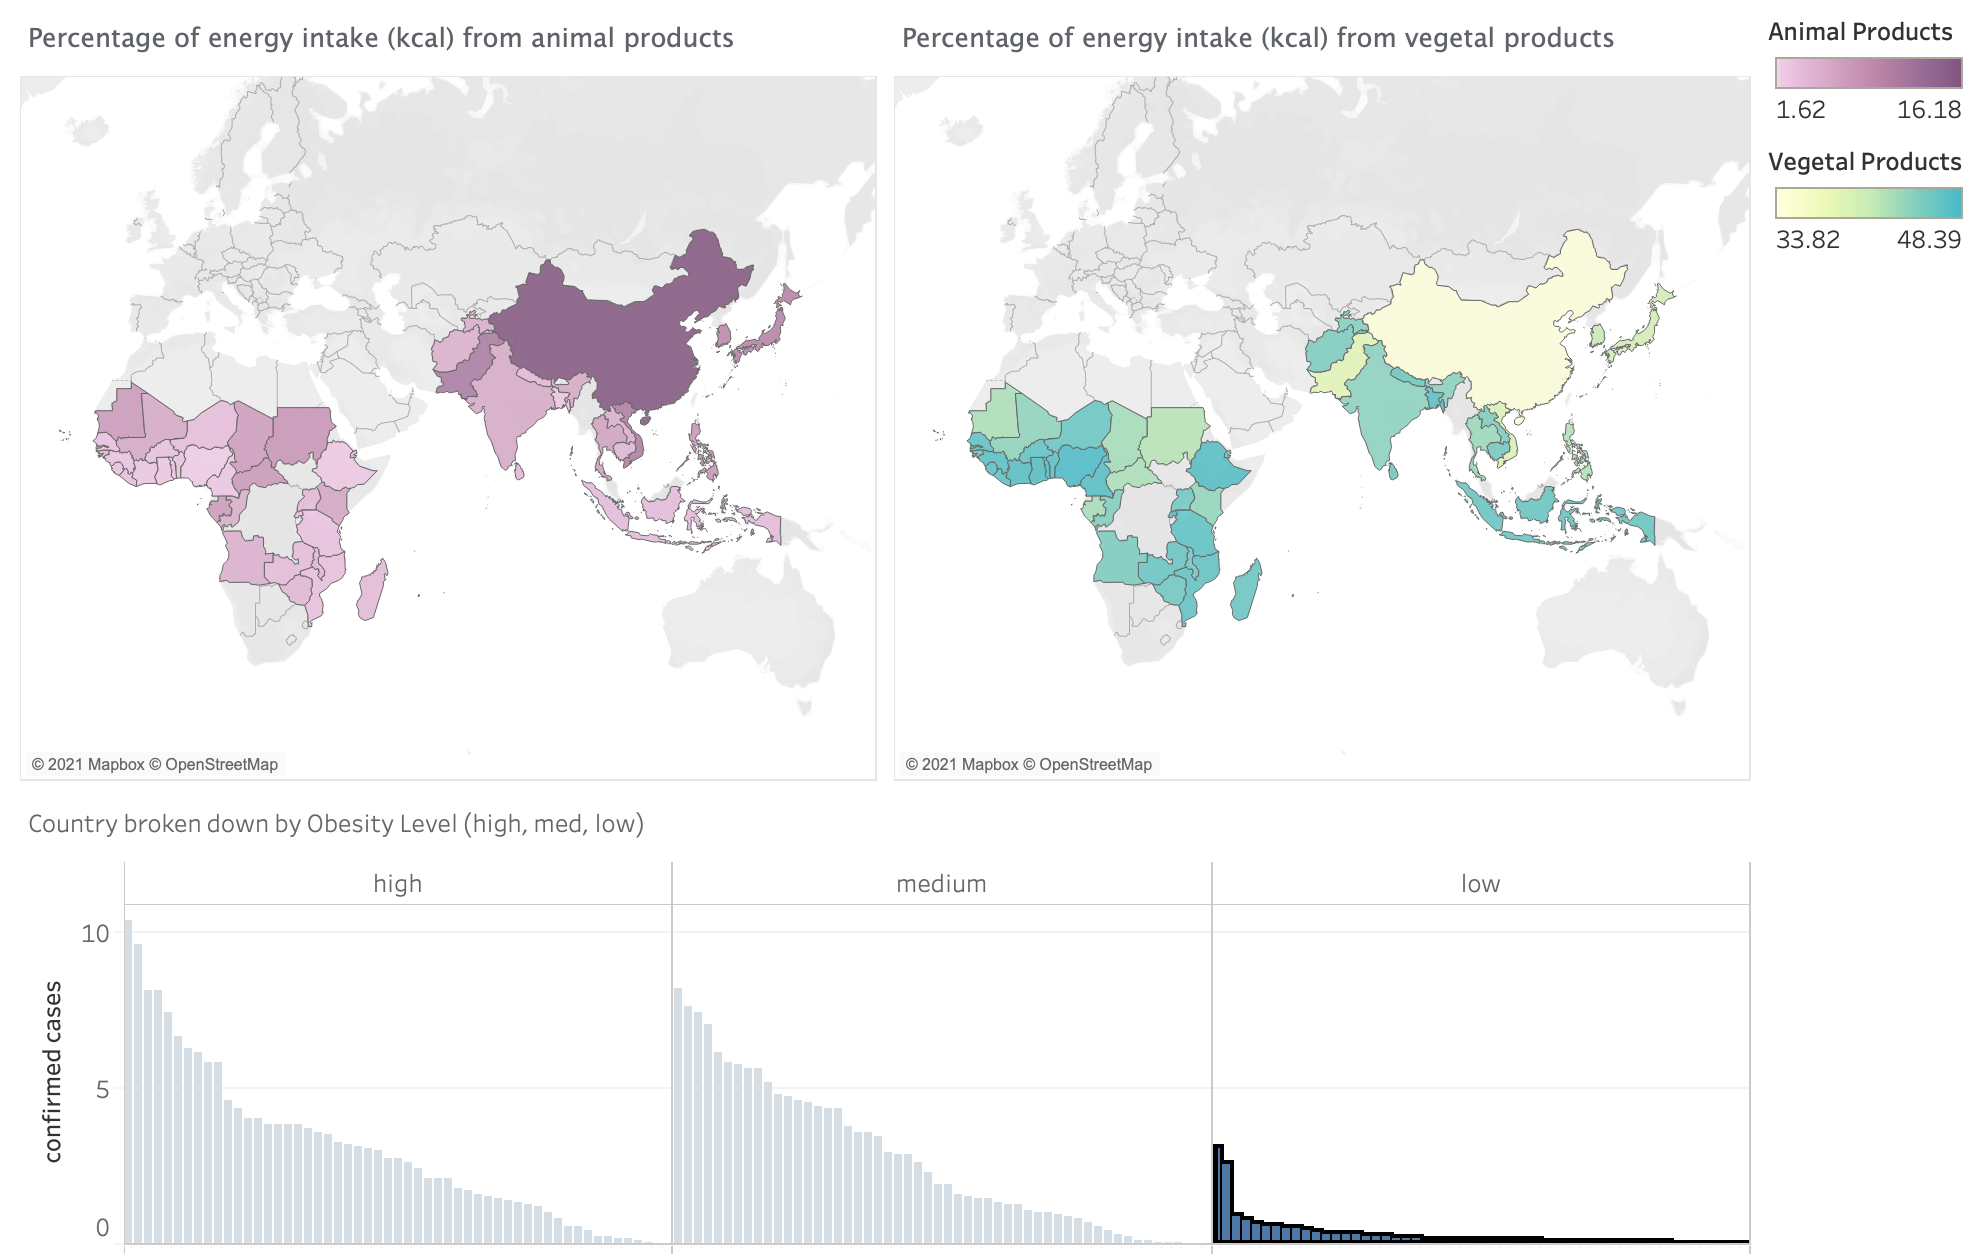 Percentage of energy intake (kcal) from animal products
Percentage of energy intake (kcal) from vegetal products
Animal Products
1.62 16.18
Vegetal Products
33.82 48.39
© 2021 Mapbox © OpenStreetMap
© 2021 Mapbox © OpenStreetMap
Country broken down by Obesity Level (high, med, low)
high medium low
confirmed cases
10
5
0